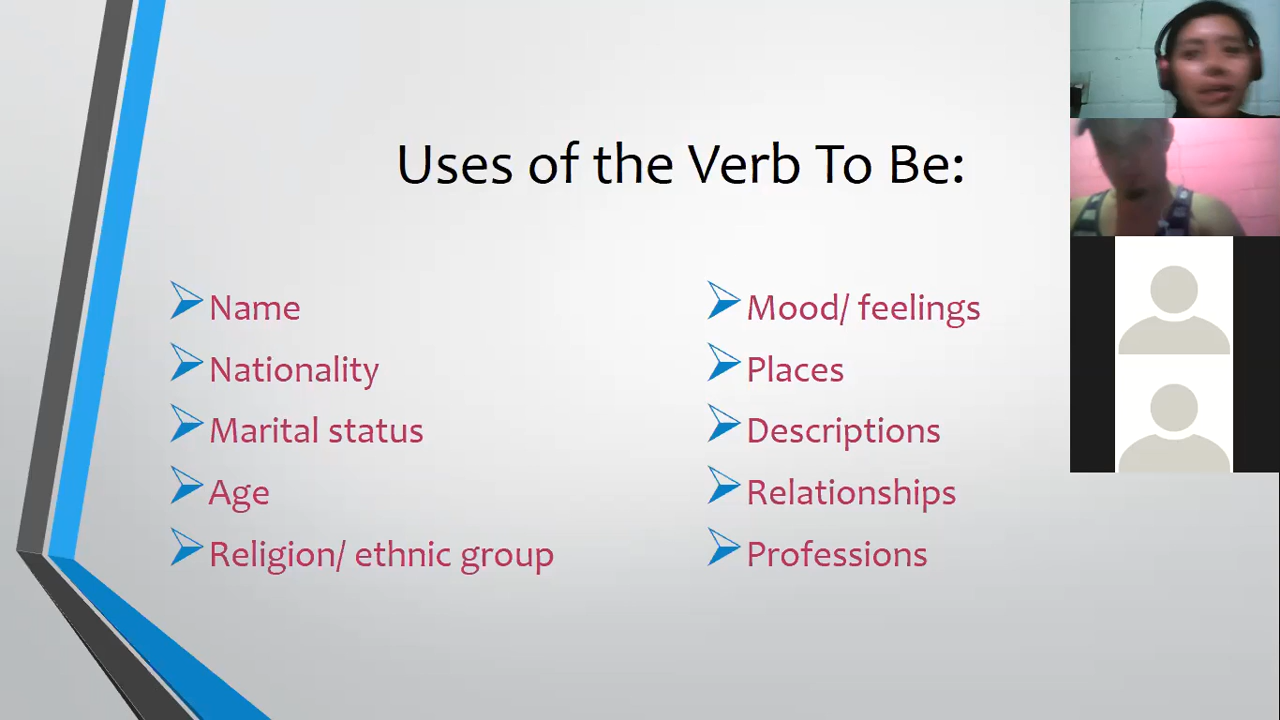 Uses of the Verb To Be:
Name
Nationality
Marital status
Age
Religion/ ethnic group
Mood/ feelings
Places
Descriptions
Relationships
Professions